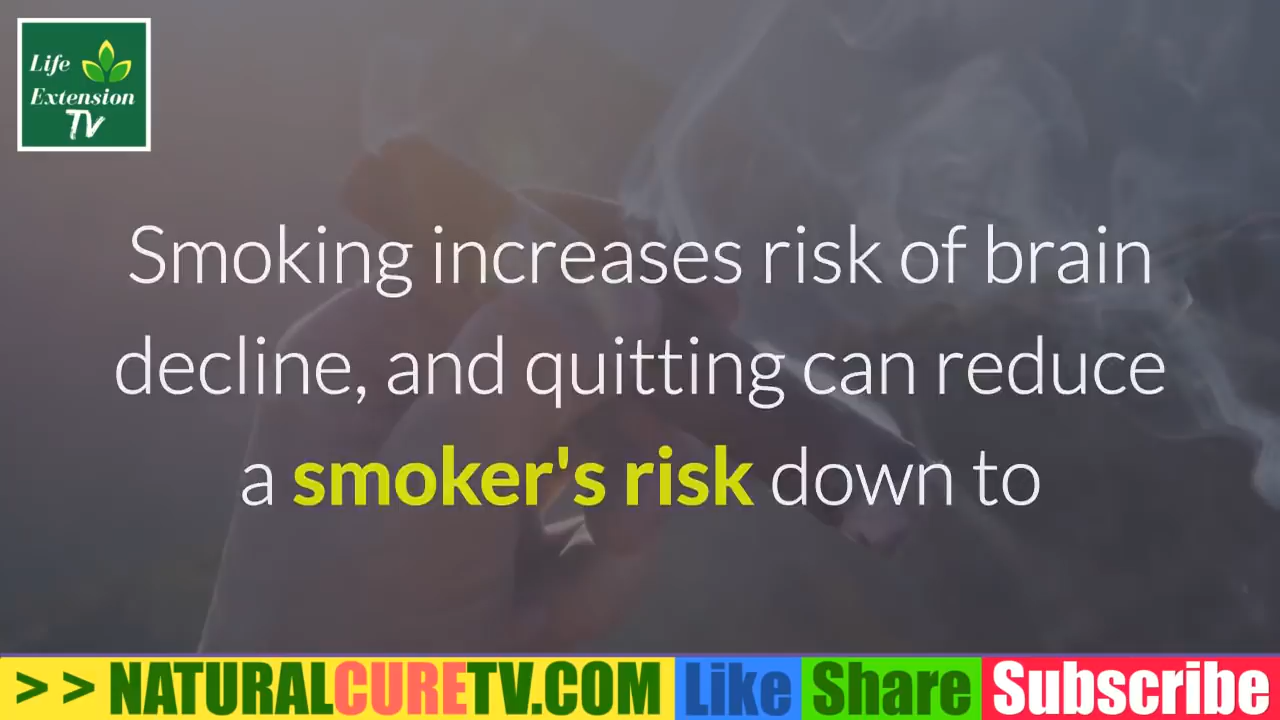 Life
Extension
TV
Smoking increases risk of brain
decline, and quitting can reduce
a smoker's risk down to
> > NATURALCURETV.COM Like Share Subscribe